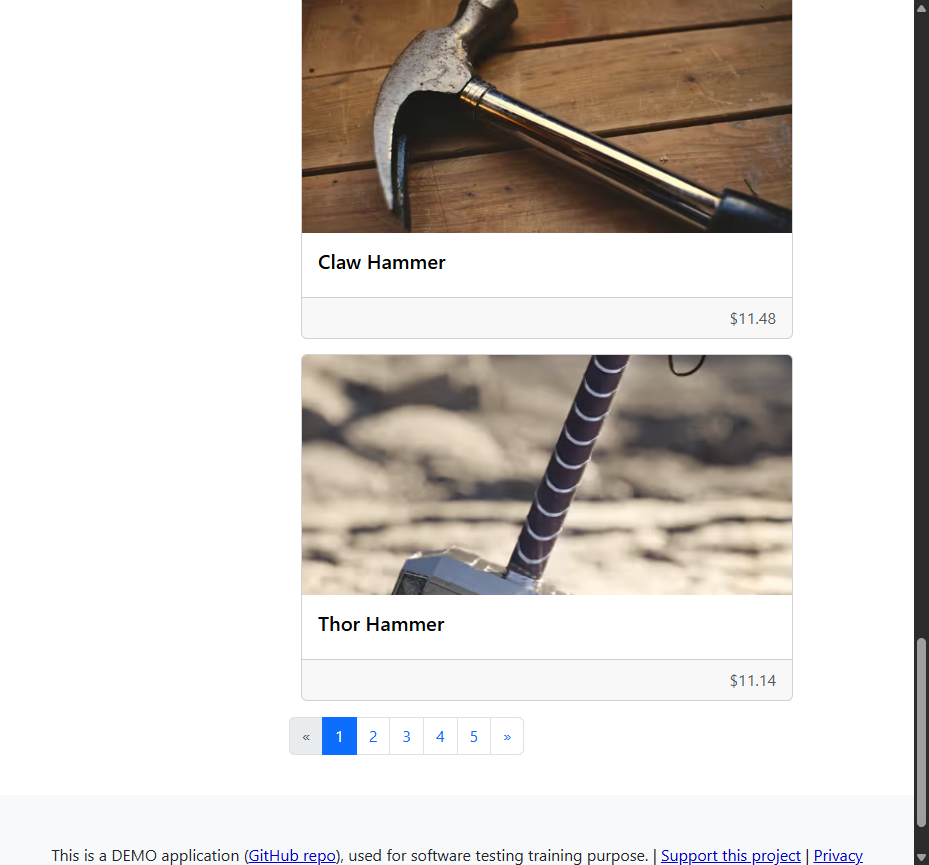 Claw Hammer
$11.48
Thor Hammer
$11.14
« 1 2 3 4 5 »
This is a DEMO application (GitHub repo), used for software testing training purpose. | Support this project | Privacy